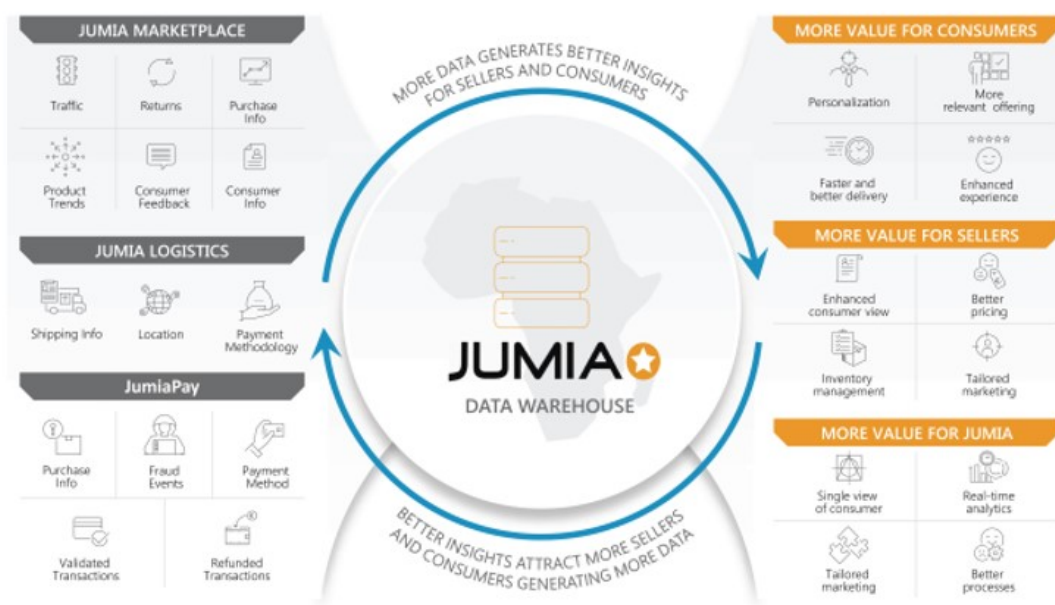 JUMIA MARKETPLACE
Traffic
Returns
Purchase
Info
Product
Trends
Consumer
Feedback
Consumer
Info
JUMIA LOGISTICS
Shipping Info
Location
Payment
Methodology
JumiaPay
Purchase
Info
Fraud
Events
Payment
Method
Validated
Transactions
Refunded
Transactions
MORE DATA GENERATES BETTER INSIGHTS
FOR SELLERS AND CONSUMERS
JUMIA
DATA WAREHOUSE
BETTER INSIGHTS ATTRACT MORE SELLERS
AND CONSUMERS GENERATING MORE DATA
MORE VALUE FOR CONSUMERS
Personalization
More
relevant offering
Faster and
better delivery
Enhanced
experience
MORE VALUE FOR SELLERS
Enhanced
consumer view
Better
pricing
Inventory
management
Tailored
marketing
MORE VALUE FOR JUMIA
Single view
of consumer
Real-time
analytics
Tailored
marketing
Better
processes